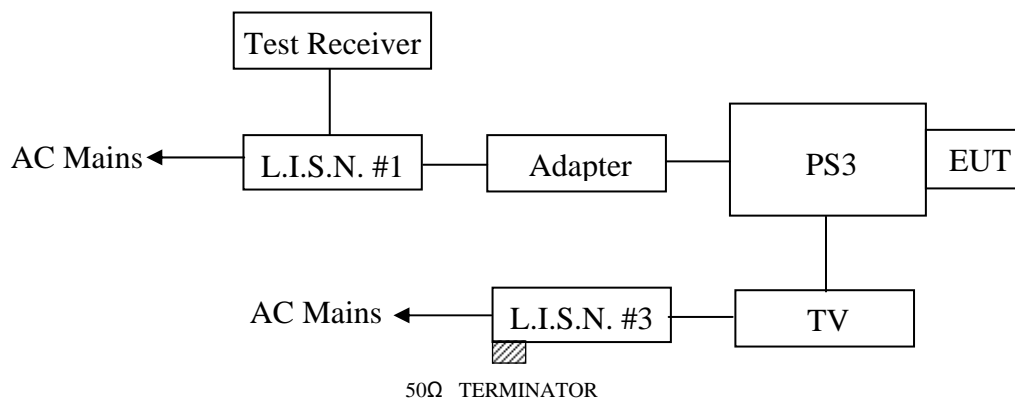 Test Receiver
AC Mains
L.I.S.N. #1
Adapter
PS3
EUT
AC Mains
L.I.S.N. #3
TV
50Ω TERMINATOR